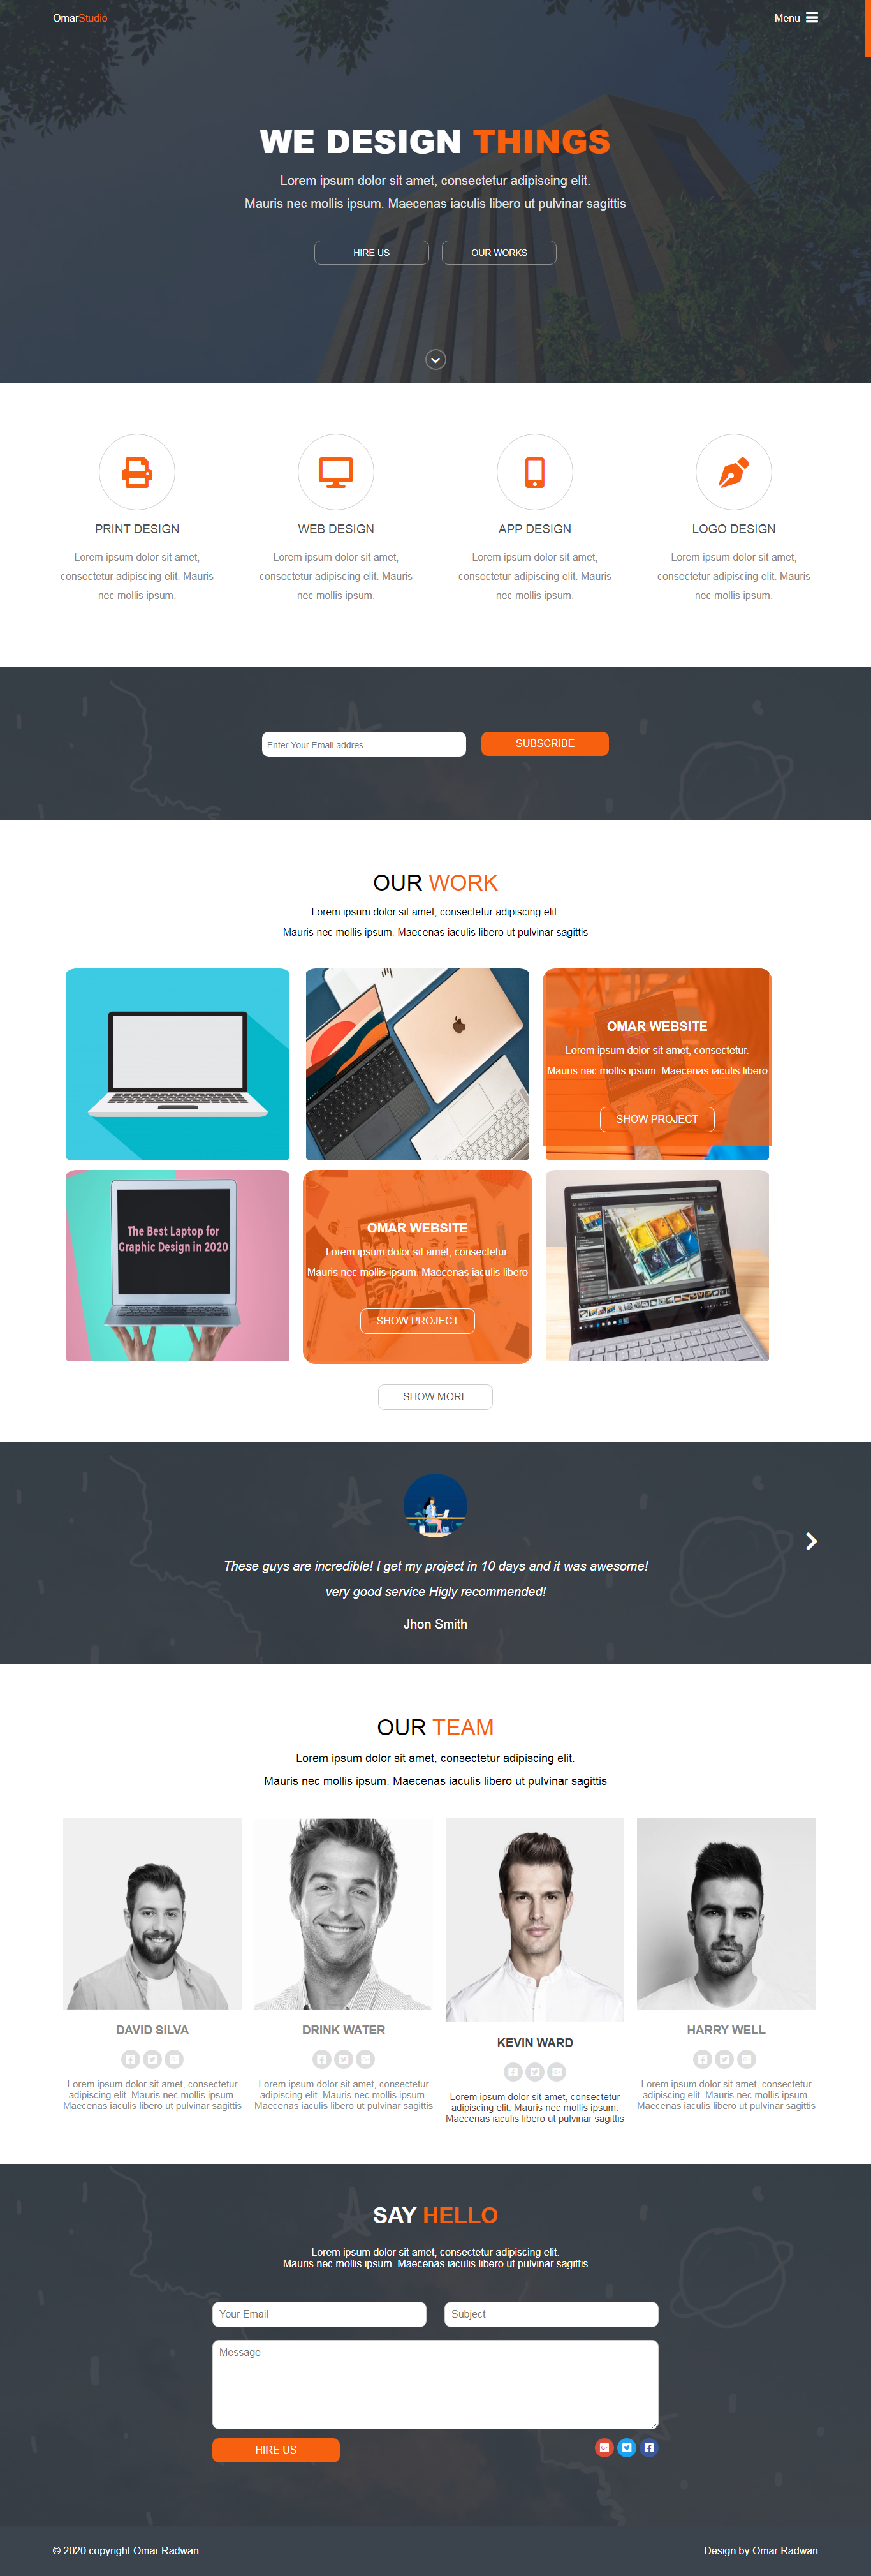 OmarStudio
Menu
WE DESIGN THINGS
Lorem ipsum dolor sit amet, consectetur adipiscing elit.
Mauris nec mollis ipsum. Maecenas iaculis libero ut pulvinar sagittis
HIRE US
OUR WORKS
PRINT DESIGN
Lorem ipsum dolor sit amet,
consectetur adipiscing elit. Mauris
nec mollis ipsum.
WEB DESIGN
Lorem ipsum dolor sit amet,
consectetur adipiscing elit. Mauris
nec mollis ipsum.
APP DESIGN
Lorem ipsum dolor sit amet,
consectetur adipiscing elit. Mauris
nec mollis ipsum.
LOGO DESIGN
Lorem ipsum dolor sit amet,
consectetur adipiscing elit. Mauris
nec mollis ipsum.
Enter Your Email addres
SUBSCRIBE
OUR WORK
Lorem ipsum dolor sit amet, consectetur adipiscing elit.
Mauris nec mollis ipsum. Maecenas iaculis libero ut pulvinar sagittis
OMAR WEBSITE
Lorem ipsum dolor sit amet, consectetur.
Mauris nec mollis ipsum. Maecenas iaculis libero
SHOW PROJECT
The Best Laptop for
Graphic Design in 2020
OMAR WEBSITE
Lorem ipsum dolor sit amet, consectetur.
Mauris nec mollis ipsum. Maecenas iaculis libero
SHOW PROJECT
SHOW MORE
These guys are incredible! I get my project in 10 days and it was awesome!
very good service Higly recommended!
Jhon Smith
OUR TEAM
Lorem ipsum dolor sit amet, consectetur adipiscing elit.
Mauris nec mollis ipsum. Maecenas iaculis libero ut pulvinar sagittis
DAVID SILVA
Lorem ipsum dolor sit amet, consectetur
adipiscing elit. Mauris nec mollis ipsum.
Maecenas iaculis libero ut pulvinar sagittis
DRINK WATER
Lorem ipsum dolor sit amet, consectetur
adipiscing elit. Mauris nec mollis ipsum.
Maecenas iaculis libero ut pulvinar sagittis
KEVIN WARD
Lorem ipsum dolor sit amet, consectetur
adipiscing elit. Mauris nec mollis ipsum.
Maecenas iaculis libero ut pulvinar sagittis
HARRY WELL
Lorem ipsum dolor sit amet, consectetur
adipiscing elit. Mauris nec mollis ipsum.
Maecenas iaculis libero ut pulvinar sagittis
SAY HELLO
Lorem ipsum dolor sit amet, consectetur adipiscing elit.
Mauris nec mollis ipsum. Maecenas iaculis libero ut pulvinar sagittis
Your Email
Subject
Message
HIRE US
© 2020 copyright Omar Radwan
Design by Omar Radwan